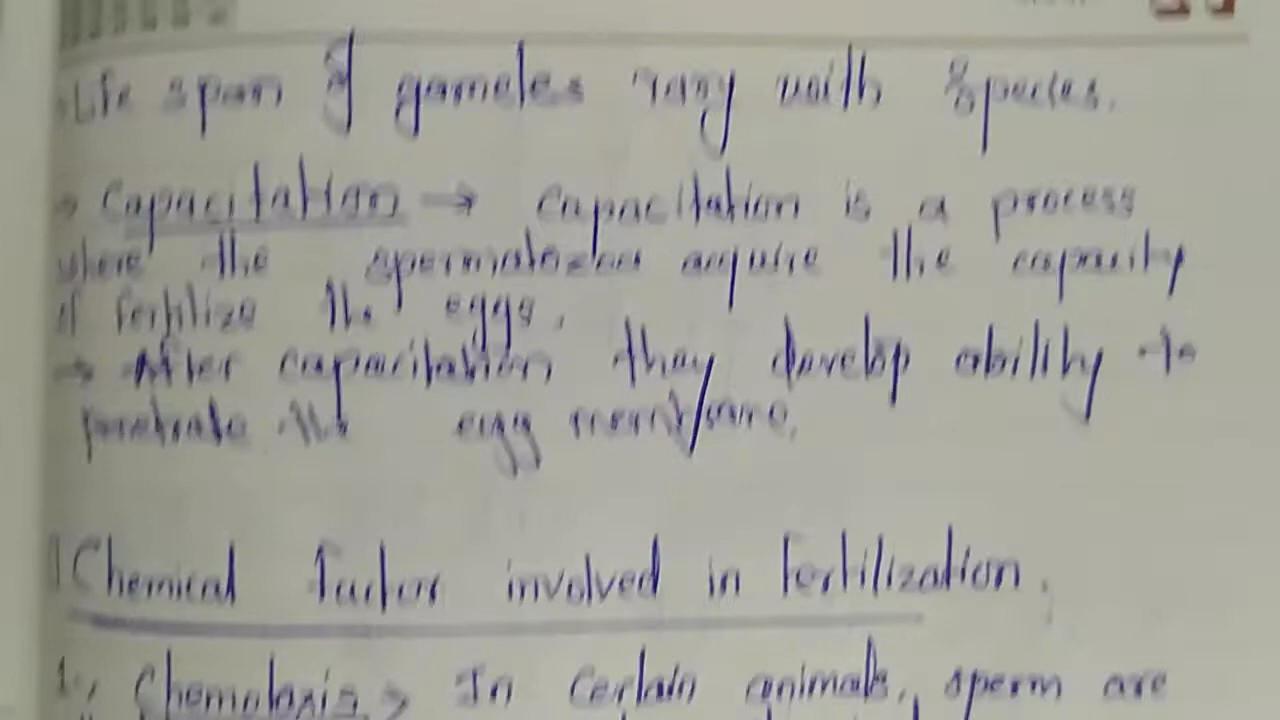 Life span of gametes vary with species.
→ Capacitation → capacitation is a process
where the spermatozoa acquire the capacity
of fertilize the eggs.
→ After capacitation they develop ability to
penetrate the egg membrane.
Chemical factor involved in fertilization.
1., Chemotaxis → In certain animals, sperm are